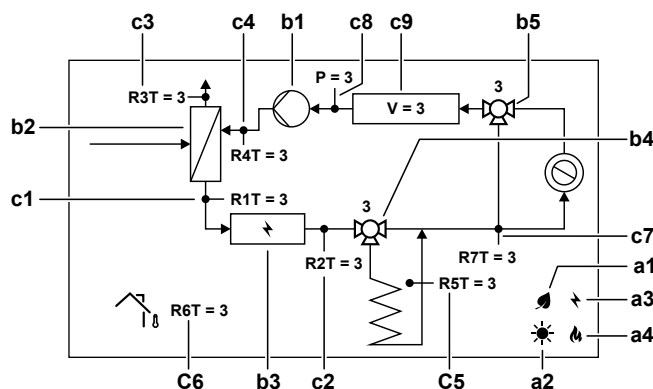 c3 c4 b1 c8 c9 b5
P = 3
3
R3T = 3
V = 3
b2
b4
R4T = 3
c1
R1T = 3
3
c7
R2T = 3
R7T = 3
a1
R5T = 3
a3
R6T = 3
a4
C6 b3 c2 C5 a2